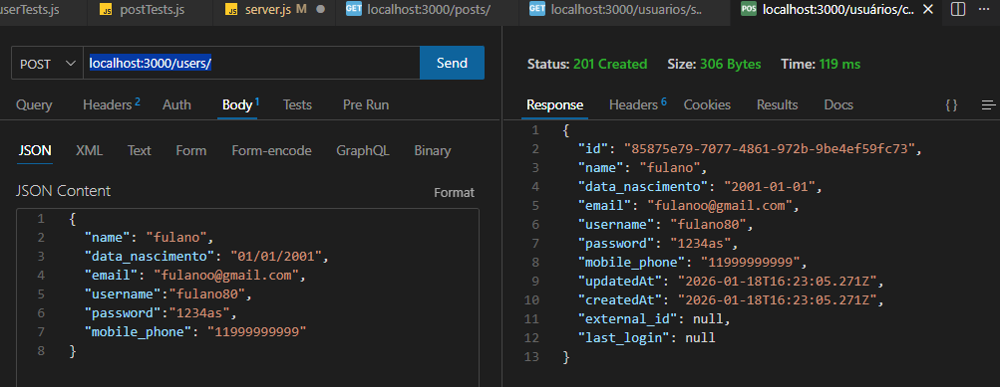 userTests.js postTests.js server.js M GET localhost:3000/posts/ GET localhost:3000/usuarios/s.. POS localhost:3000/usuários/c...
POST localhost:3000/users/ Send
Status: 201 Created Size: 306 Bytes Time: 119 ms
Query Headers 2 Auth Body 1 Tests Pre Run
Response Headers 6 Cookies Results Docs {}
JSON XML Text Form Form-encode GraphQL Binary
JSON Content Format
1 {
2 "name": "fulano",
3 "data_nascimento": "01/01/2001",
4 "email": "fulanoo@gmail.com",
5 "username":"fulano80",
6 "password":"1234as",
7 "mobile_phone": "11999999999"
8 }
1 {
2 "id": "85875e79-7077-4861-972b-9be4ef59fc73",
3 "name": "fulano",
4 "data_nascimento": "2001-01-01",
5 "email": "fulanoo@gmail.com",
6 "username": "fulano80",
7 "password": "1234as",
8 "mobile_phone": "11999999999",
9 "updatedAt": "2026-01-18T16:23:05.271Z",
10 "createdAt": "2026-01-18T16:23:05.271Z",
11 "external_id": null,
12 "last_login": null
13 }